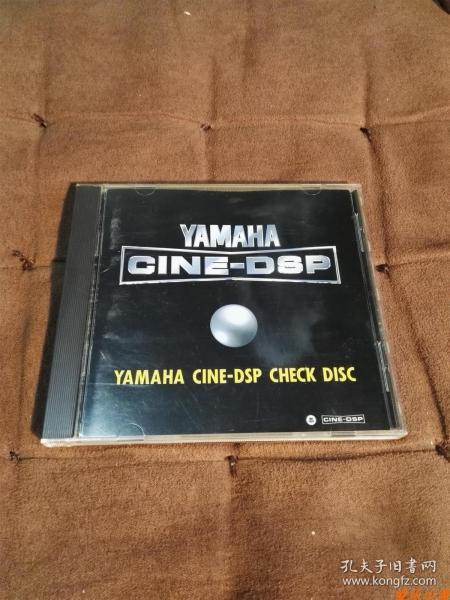 YAMAHA
CINE-DSP
YAMAHA CINE-DSP CHECK DISC
CINE-DSP
孔夫子旧书网
www.kongfz.com